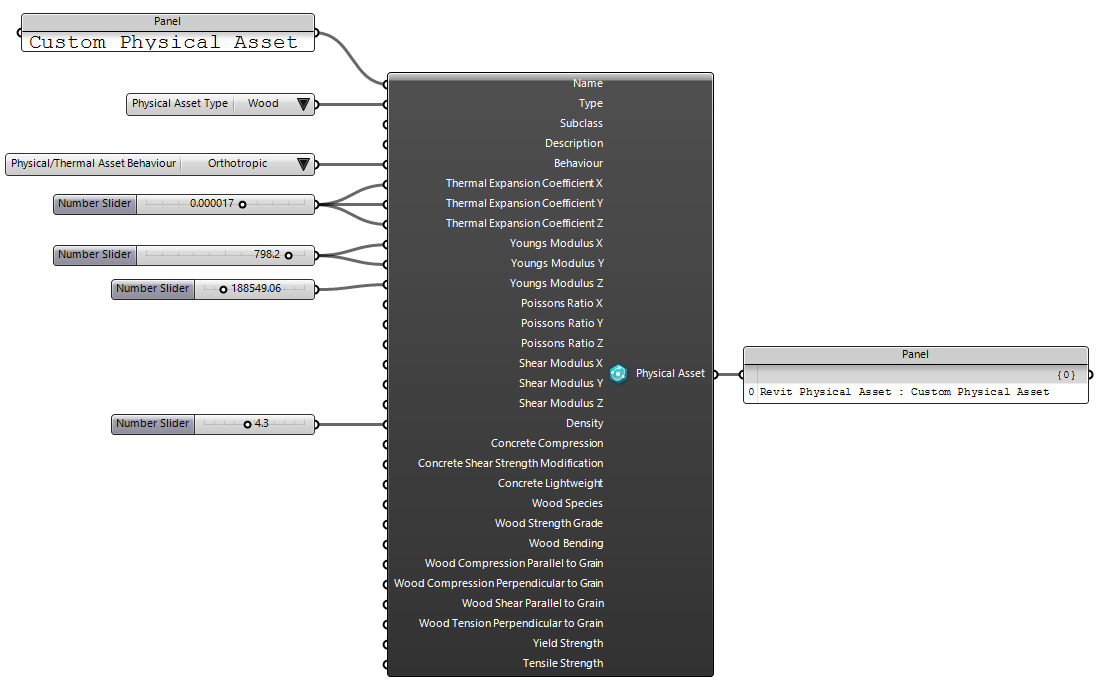 Panel
Custom Physical Asset
Physical Asset Type Wood
Physical/Thermal Asset Behaviour Orthotropic
Number Slider 0.000017
Number Slider 798.2
Number Slider 188549.06
Number Slider 4.3
Name
Type
Subclass
Description
Behaviour
Thermal Expansion Coefficient X
Thermal Expansion Coefficient Y
Thermal Expansion Coefficient Z
Youngs Modulus X
Youngs Modulus Y
Youngs Modulus Z
Poissons Ratio X
Poissons Ratio Y
Poissons Ratio Z
Shear Modulus X
Shear Modulus Y
Shear Modulus Z
Density
Concrete Compression
Concrete Shear Strength Modification
Concrete Lightweight
Wood Species
Wood Strength Grade
Wood Bending
Wood Compression Parallel to Grain
Wood Compression Perpendicular to Grain
Wood Shear Parallel to Grain
Wood Tension Perpendicular to Grain
Yield Strength
Tensile Strength
Physical Asset
Panel
{0}
0 Revit Physical Asset : Custom Physical Asset